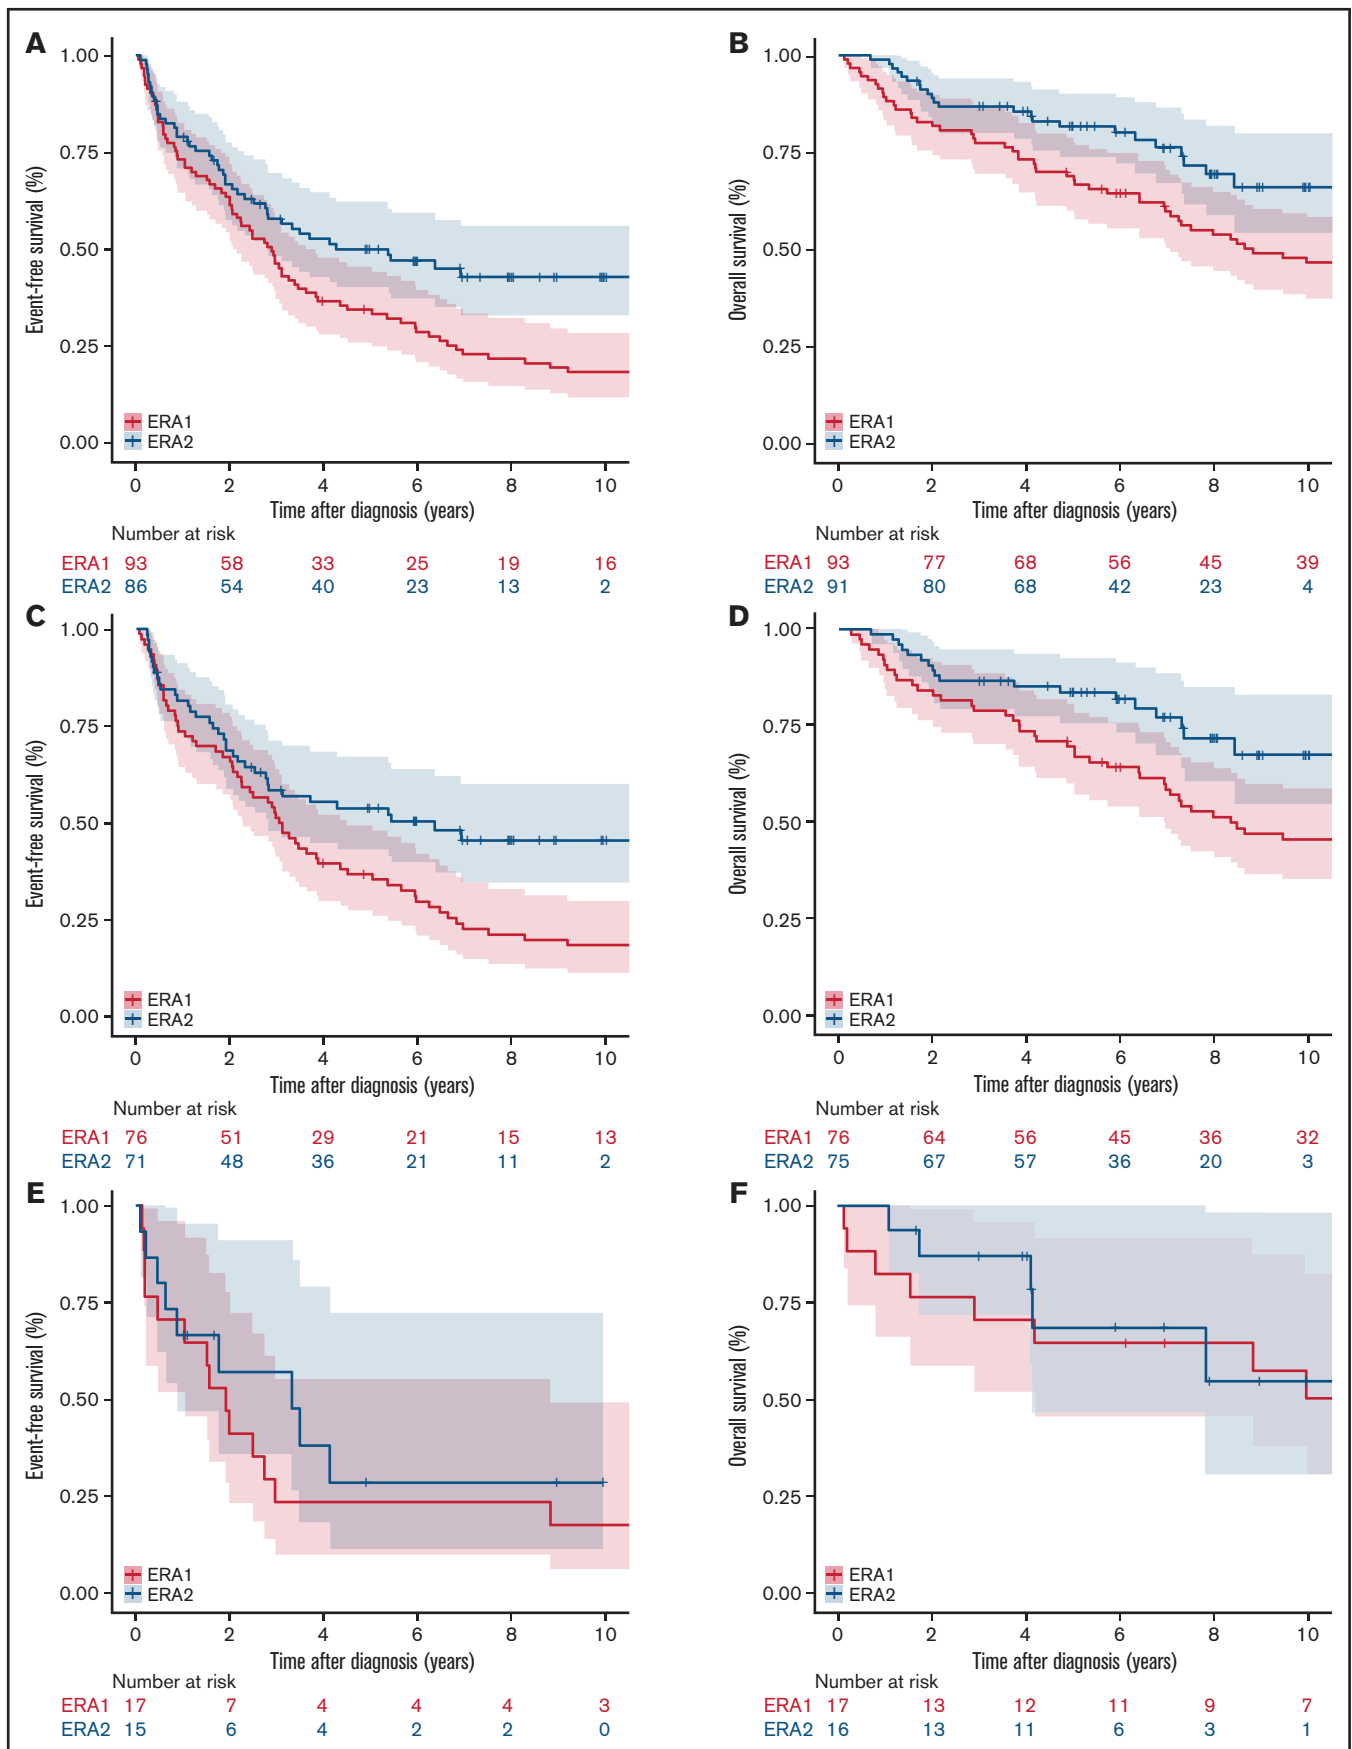 A
Event-free survival (%)
1.00
0.75
0.50
0.25
0.00
ERA1
ERA2
0 2 4 6 8 10
Time after diagnosis (years)
Number at risk
ERA1 93 58 33 25 19 16
ERA2 86 54 40 23 13 2
B
Overall survival (%)
1.00
0.75
0.50
0.25
0.00
ERA1
ERA2
0 2 4 6 8 10
Time after diagnosis (years)
Number at risk
ERA1 93 77 68 56 45 39
ERA2 91 80 68 42 23 4
C
Event-free survival (%)
1.00
0.75
0.50
0.25
0.00
ERA1
ERA2
0 2 4 6 8 10
Time after diagnosis (years)
Number at risk
ERA1 76 51 29 21 15 13
ERA2 71 48 36 21 11 2
D
Overall survival (%)
1.00
0.75
0.50
0.25
0.00
ERA1
ERA2
0 2 4 6 8 10
Time after diagnosis (years)
Number at risk
ERA1 76 64 56 45 36 32
ERA2 75 67 57 36 20 3
E
Event-free survival (%)
1.00
0.75
0.50
0.25
0.00
ERA1
ERA2
0 2 4 6 8 10
Time after diagnosis (years)
Number at risk
ERA1 17 7 4 4 4 3
ERA2 15 6 4 2 2 0
F
Overall survival (%)
1.00
0.75
0.50
0.25
0.00
ERA1
ERA2
0 2 4 6 8 10
Time after diagnosis (years)
Number at risk
ERA1 17 13 12 11 9 7
ERA2 16 13 11 6 3 1